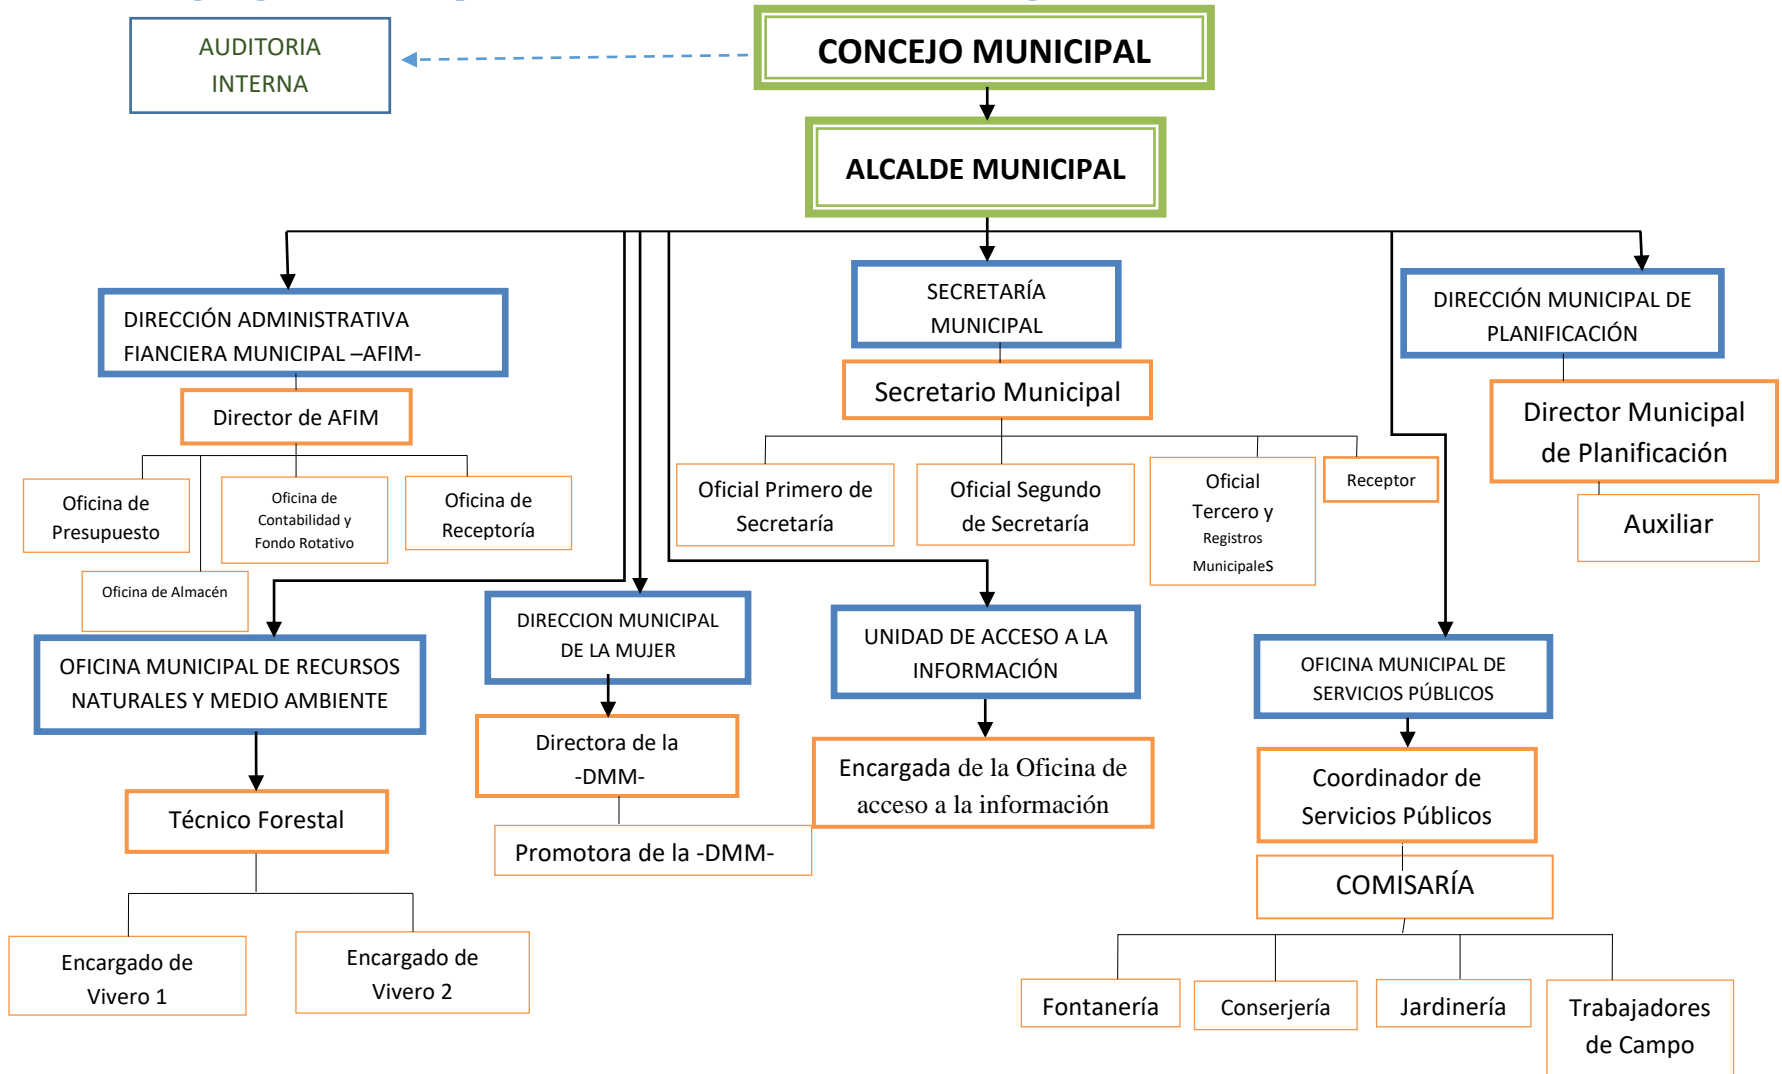 AUDITORIA
INTERNA
CONCEJO MUNICIPAL
ALCALDE MUNICIPAL
DIRECCIÓN ADMINISTRATIVA
FIANCIERA MUNICIPAL –AFIM-
SECRETARÍA
MUNICIPAL
DIRECCIÓN MUNICIPAL DE
PLANIFICACIÓN
Director de AFIM
Secretario Municipal
Director Municipal
de Planificación
Oficina de
Presupuesto
Oficina de
Contabilidad y
Fondo Rotativo
Oficina de
Receptoría
Oficina de Almacén
Oficial Primero de
Secretaría
Oficial Segundo
de Secretaría
Oficial
Tercero y
Registros
MunicipaleS
Receptor
Auxiliar
OFICINA MUNICIPAL DE RECURSOS
NATURALES Y MEDIO AMBIENTE
DIRECCION MUNICIPAL
DE LA MUJER
UNIDAD DE ACCESO A LA
INFORMACIÓN
OFICINA MUNICIPAL DE
SERVICIOS PÚBLICOS
Técnico Forestal
Directora de la
-DMM-
Encargada de la Oficina de
acceso a la información
Coordinador de
Servicios Públicos
Promotora de la -DMM-
COMISARÍA
Encargado de
Vivero 1
Encargado de
Vivero 2
Fontanería
Conserjería
Jardinería
Trabajadores
de Campo